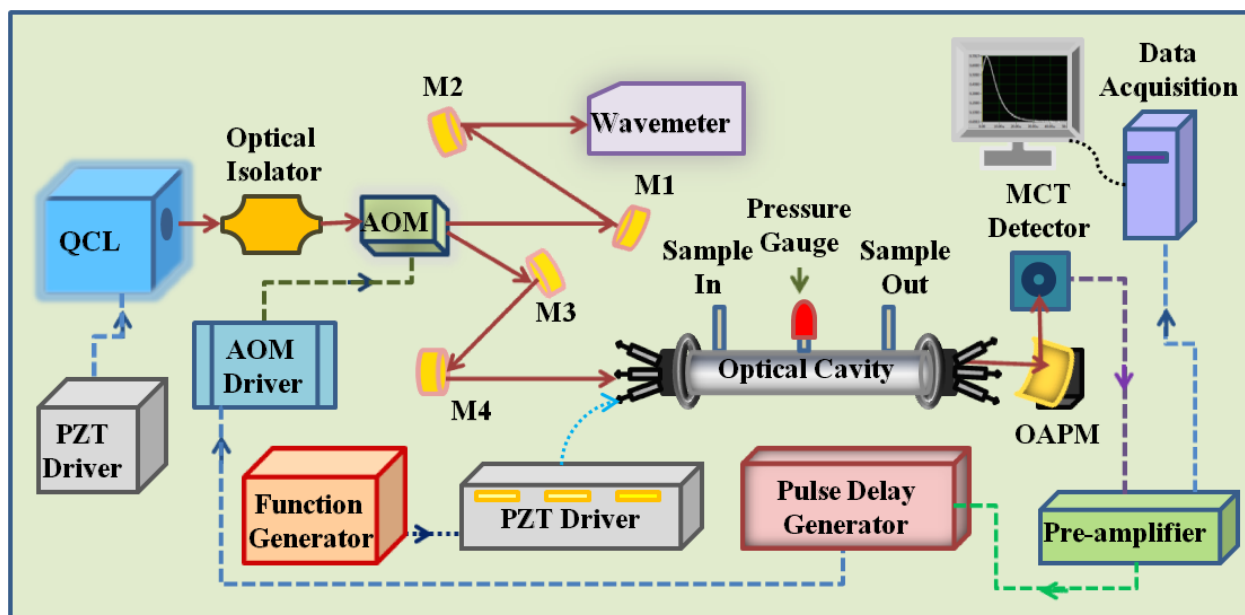 Data
Acquisition
M2
Wavemeter
Optical
Isolator
MCT
Detector
M1
AOM
Pressure
Gauge
QCL
Sample
In
Sample
Out
M3
AOM
Driver
Optical Cavity
M4
OAPM
PZT
Driver
Function
Generator
PZT Driver
Pulse Delay
Generator
Pre-amplifier